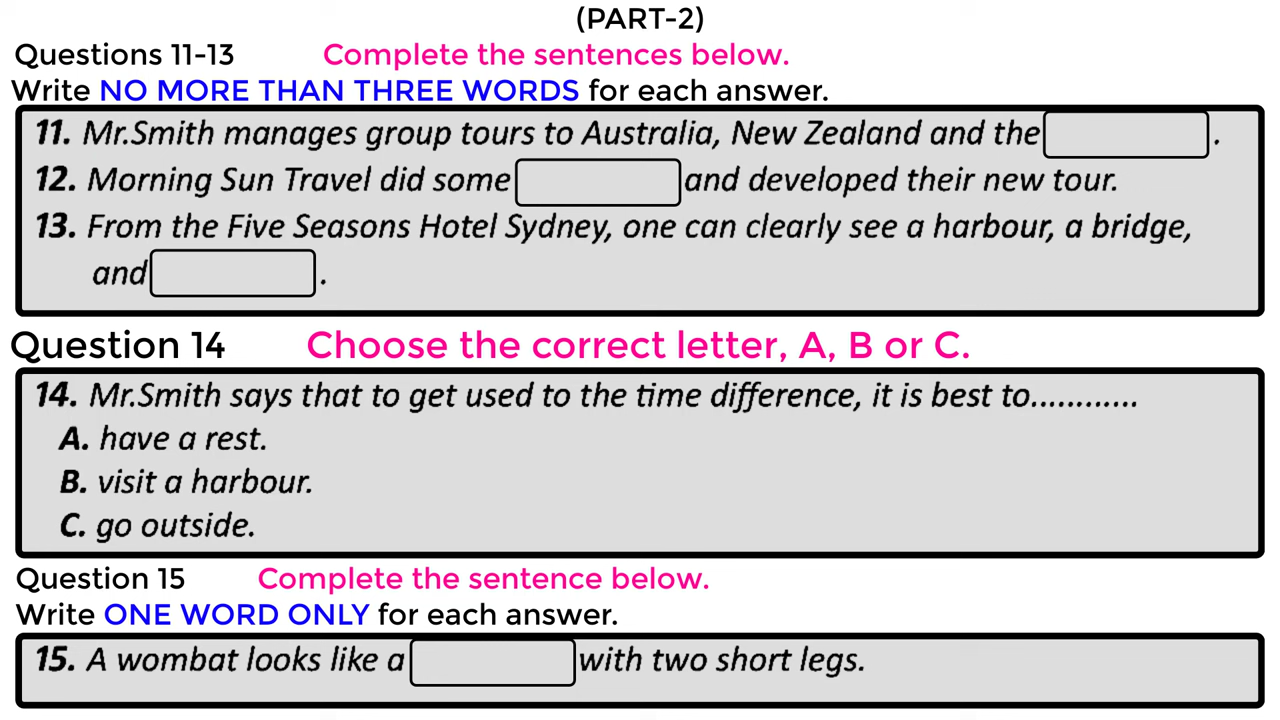 (PART-2)
Questions 11-13 Complete the sentences below.
Write NO MORE THAN THREE WORDS for each answer.
11. Mr.Smith manages group tours to Australia, New Zealand and the .
12. Morning Sun Travel did some and developed their new tour.
13. From the Five Seasons Hotel Sydney, one can clearly see a harbour, a bridge,
and .
Question 14 Choose the correct letter, A, B or C.
14. Mr.Smith says that to get used to the time difference, it is best to............
A. have a rest.
B. visit a harbour.
C. go outside.
Question 15 Complete the sentence below.
Write ONE WORD ONLY for each answer.
15. A wombat looks like a with two short legs.